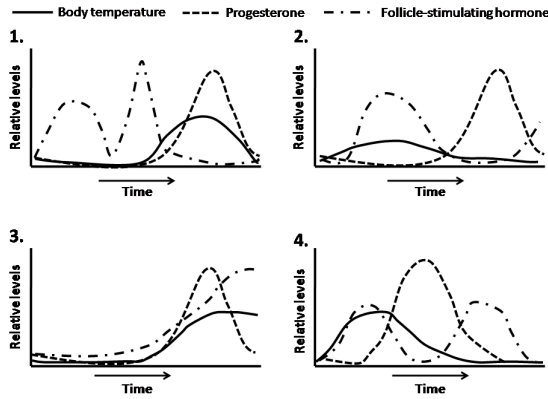 Body temperature Progesterone Follicle-stimulating hormone
1.
Relative levels
Time
2.
Relative levels
Time
3.
Relative levels
Time
4.
Relative levels
Time